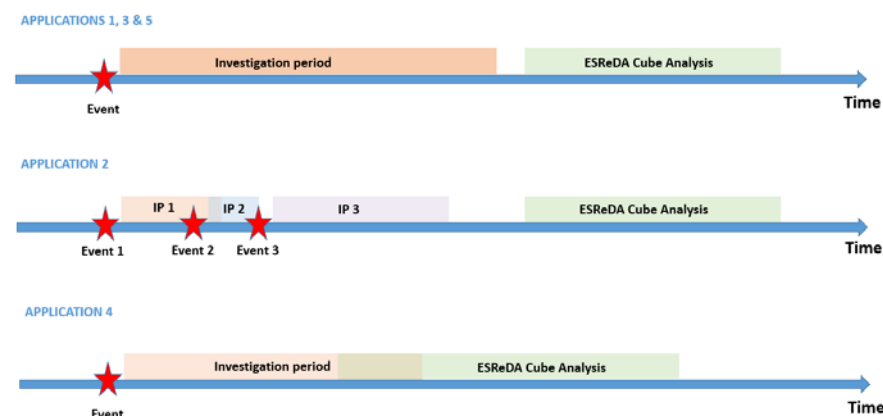 APPLICATIONS 1, 3 & 5
Investigation period
ESReDA Cube Analysis
Event
Time
APPLICATION 2
IP 1
IP 2
IP 3
ESReDA Cube Analysis
Event 1
Event 2
Event 3
Time
APPLICATION 4
Investigation period
ESReDA Cube Analysis
Event
Time